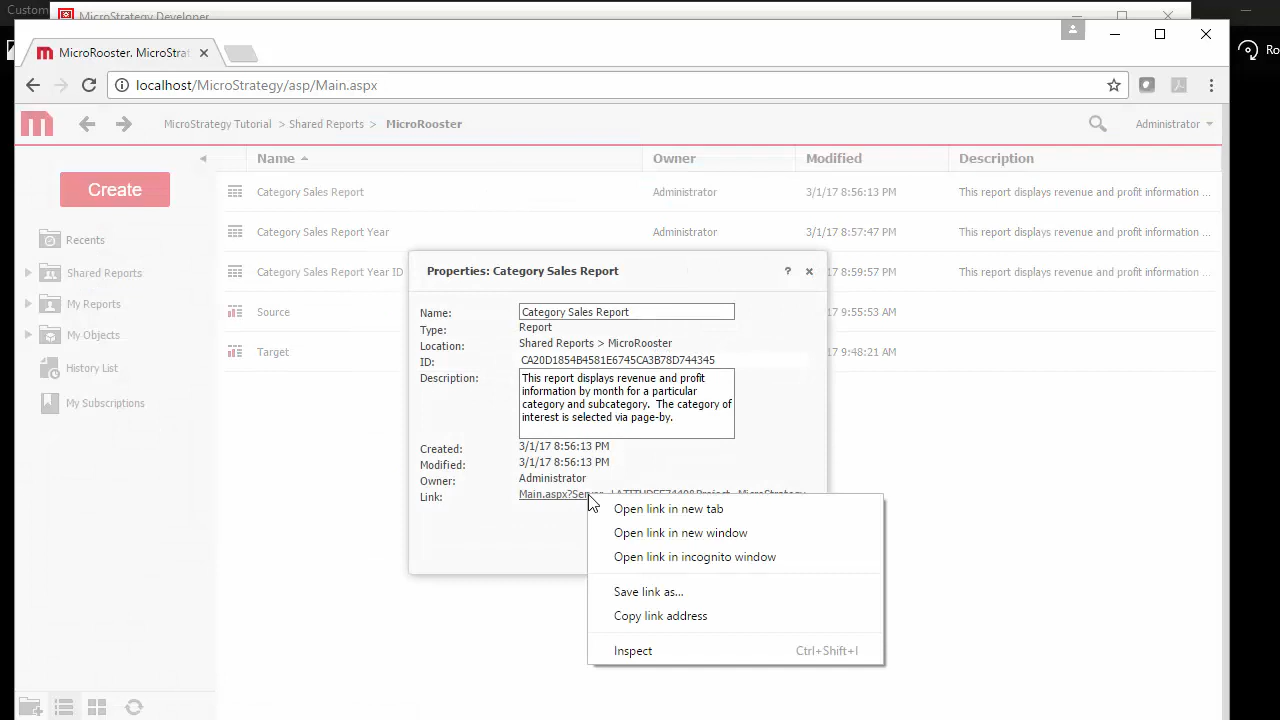 Custom
MicroStrategy Developer
MicroRooster. MicroStrat
Ro
localhost/MicroStrategy/asp/Main.aspx
MicroStrategy Tutorial > Shared Reports > MicroRooster
Administrator
Name Owner Modified Description
Create
Category Sales Report Administrator 3/1/17 8:56:13 PM This report displays revenue and profit information ...
Category Sales Report Year Administrator 3/1/17 8:57:47 PM This report displays revenue and profit information ...
Category Sales Report Year ID 8:59:57 PM This report displays revenue and profit information ...
Source 9:55:53 AM
Target 9:48:21 AM
Recents
Shared Reports
My Reports
My Objects
History List
My Subscriptions
Properties: Category Sales Report ?
Name: Category Sales Report
Type: Report
Location: Shared Reports > MicroRooster
ID: CA20D1854B4581E6745CA3B78D744345
Description: This report displays revenue and profit
information by month for a particular
category and subcategory. The category of
interest is selected via page-by.
Created: 3/1/17 8:56:13 PM
Modified: 3/1/17 8:56:13 PM
Owner: Administrator
Link: Main.aspx?Server
Open link in new tab
Open link in new window
Open link in incognito window
Save link as...
Copy link address
Inspect Ctrl+Shift+I